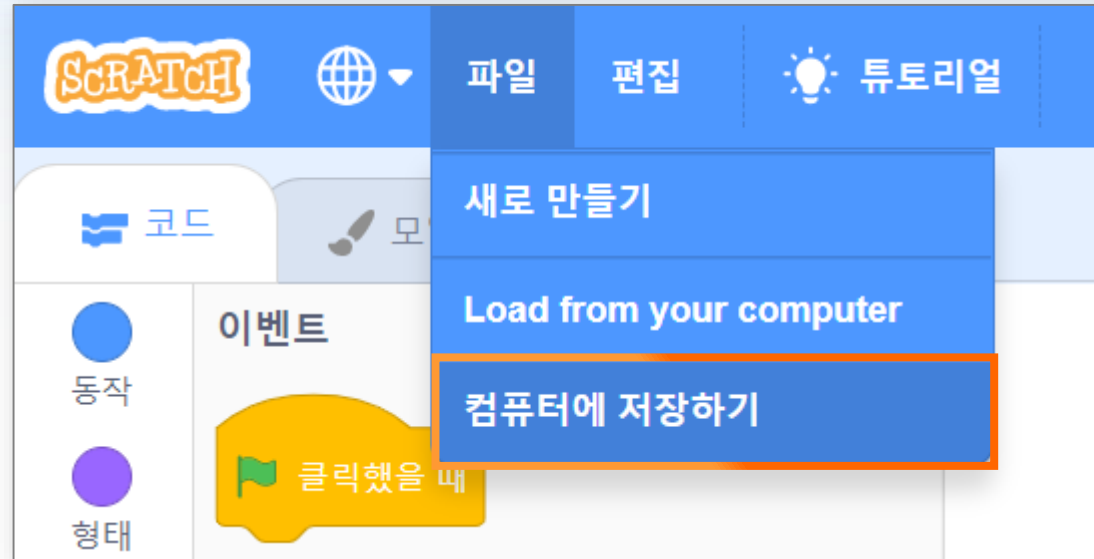 SCRATCH 파일 편집 튜토리얼
새로 만들기
코드
Load from your computer
이벤트
컴퓨터에 저장하기
동작
클릭했을 때
형태